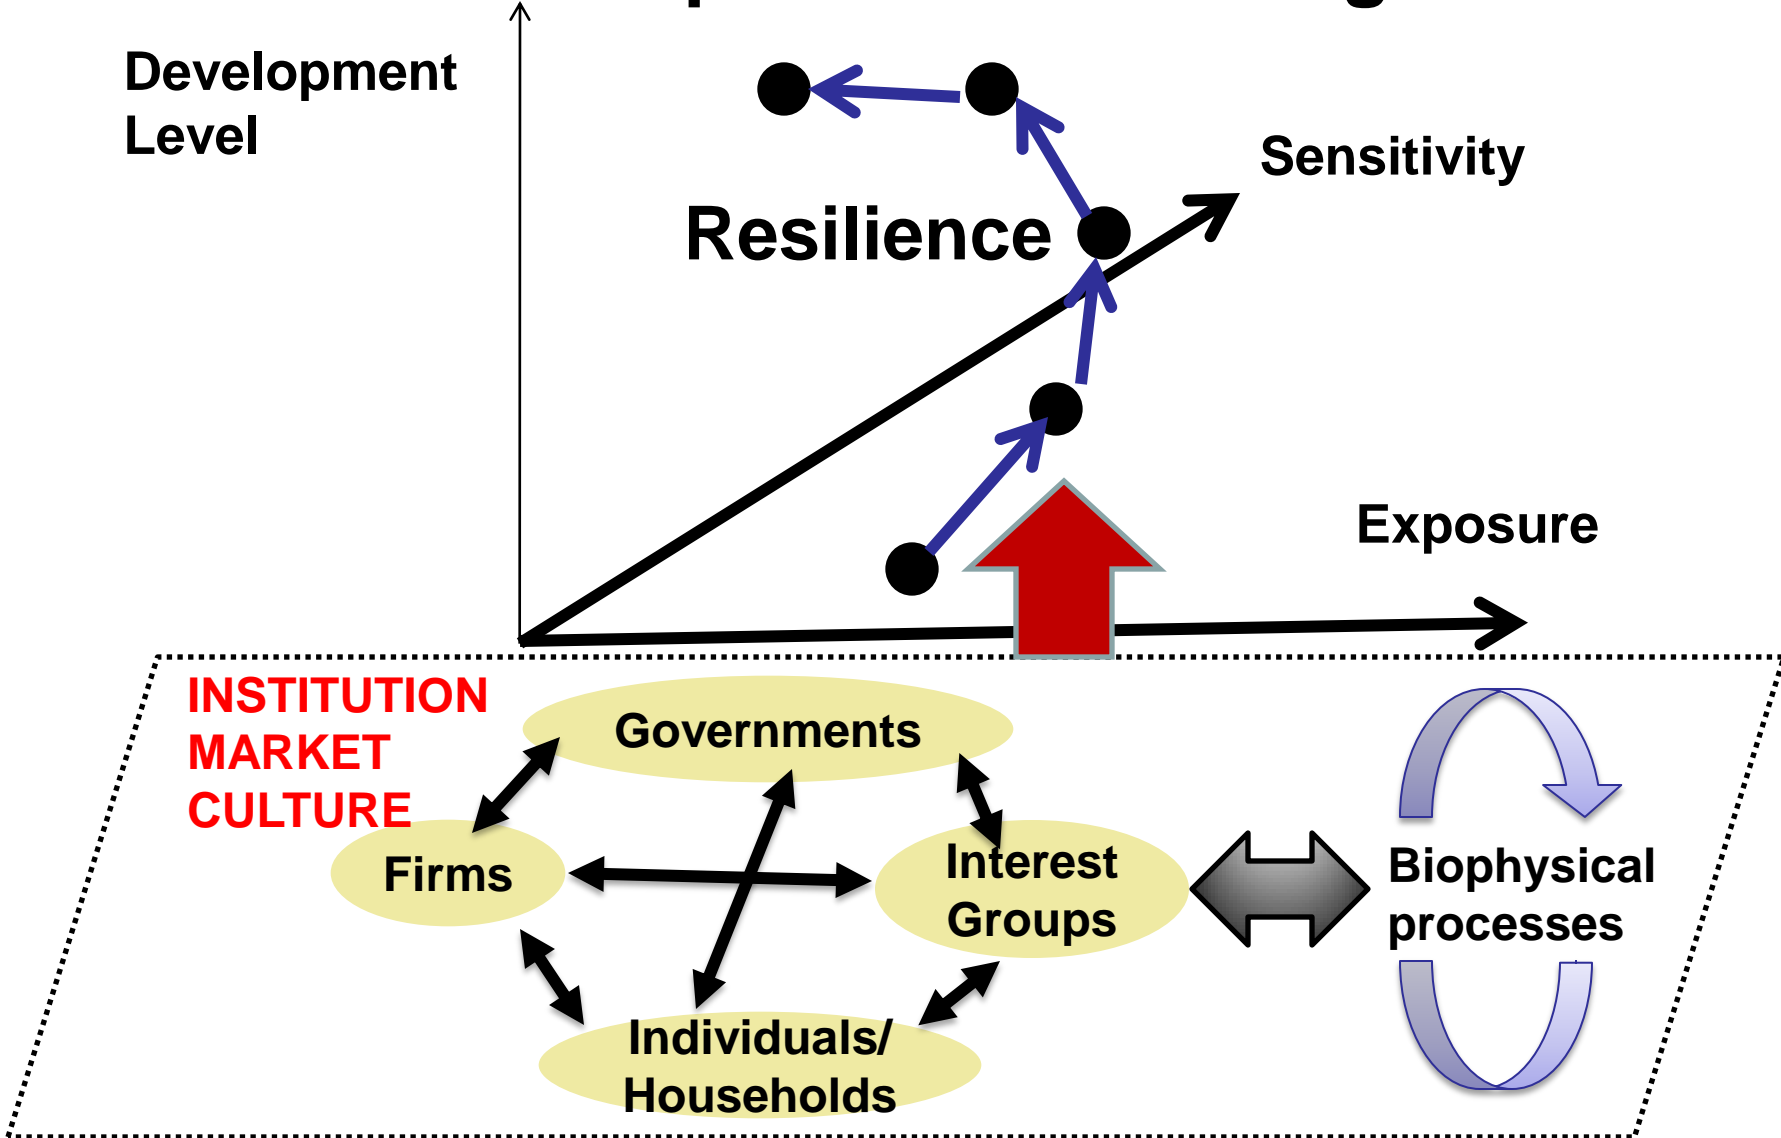 Development
Level
Sensitivity
Resilience
Exposure
INSTITUTION
MARKET
CULTURE
Governments
Firms
Interest
Groups
Biophysical
processes
Individuals/
Households